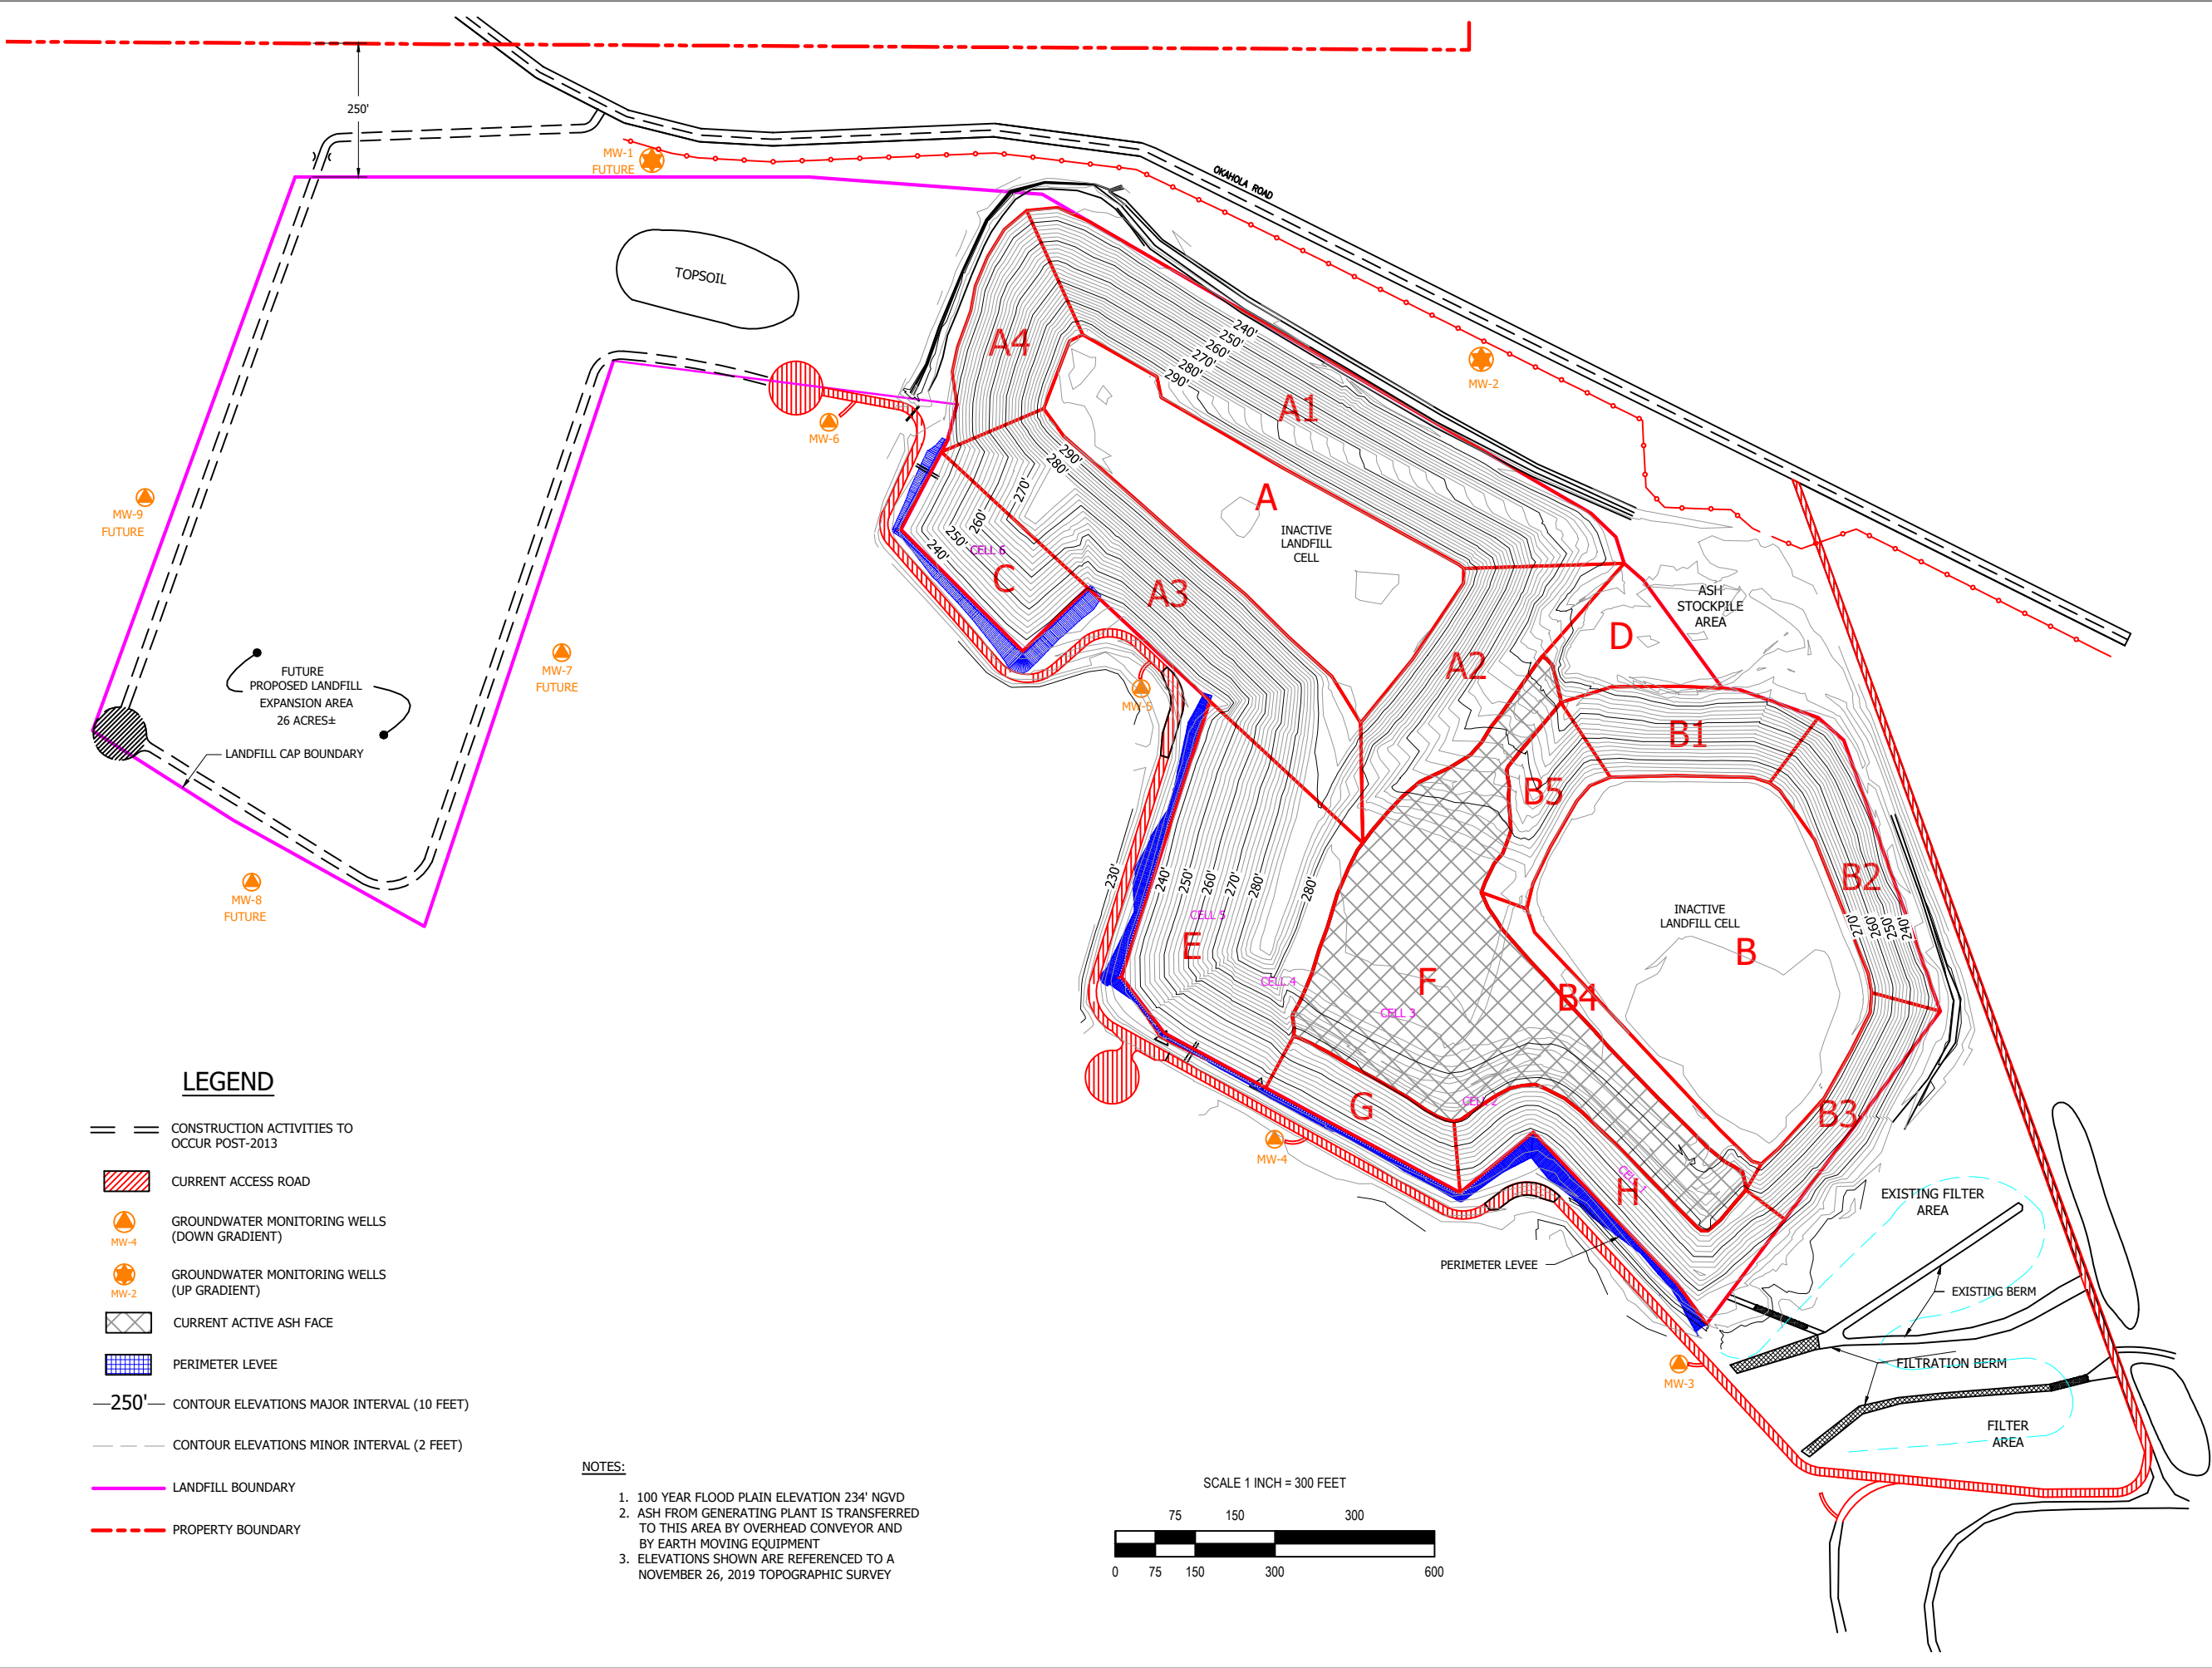 250'
MW-1
FUTURE
OKAHOLA ROAD
TOPSOIL
A4
240'
250'
260'
270'
280'
290'
A1
MW-2
MW-6
290'
280'
270'
260'
250'
240'
CELL 6
C
A
INACTIVE
LANDFILL
CELL
A3
ASH
STOCKPILE
AREA
D
A2
MW-9
FUTURE
MW-7
FUTURE
MW-5
FUTURE
PROPOSED LANDFILL
EXPANSION AREA
26 ACRES±
LANDFILL CAP BOUNDARY
B1
B5
MW-8
FUTURE
230'
240'
250'
260'
270'
280'
280'
CELL 5
E
CELL 4
F
CELL 3
B4
INACTIVE
LANDFILL CELL
B
B2
270'
260'
250'
240'
B3
G
CELL 2
MW-4
CELL 1
H
PERIMETER LEVEE
MW-3
EXISTING FILTER
AREA
EXISTING BERM
FILTRATION BERM
FILTER
AREA
LEGEND
CONSTRUCTION ACTIVITIES TO
OCCUR POST-2013
CURRENT ACCESS ROAD
MW-4
GROUNDWATER MONITORING WELLS
(DOWN GRADIENT)
MW-2
GROUNDWATER MONITORING WELLS
(UP GRADIENT)
CURRENT ACTIVE ASH FACE
PERIMETER LEVEE
250'
CONTOUR ELEVATIONS MAJOR INTERVAL (10 FEET)
CONTOUR ELEVATIONS MINOR INTERVAL (2 FEET)
LANDFILL BOUNDARY
PROPERTY BOUNDARY
NOTES:
1. 100 YEAR FLOOD PLAIN ELEVATION 234' NGVD
2. ASH FROM GENERATING PLANT IS TRANSFERRED
TO THIS AREA BY OVERHEAD CONVEYOR AND
BY EARTH MOVING EQUIPMENT
3. ELEVATIONS SHOWN ARE REFERENCED TO A
NOVEMBER 26, 2019 TOPOGRAPHIC SURVEY
SCALE 1 INCH = 300 FEET
75 150 300
0 75 150 300 600